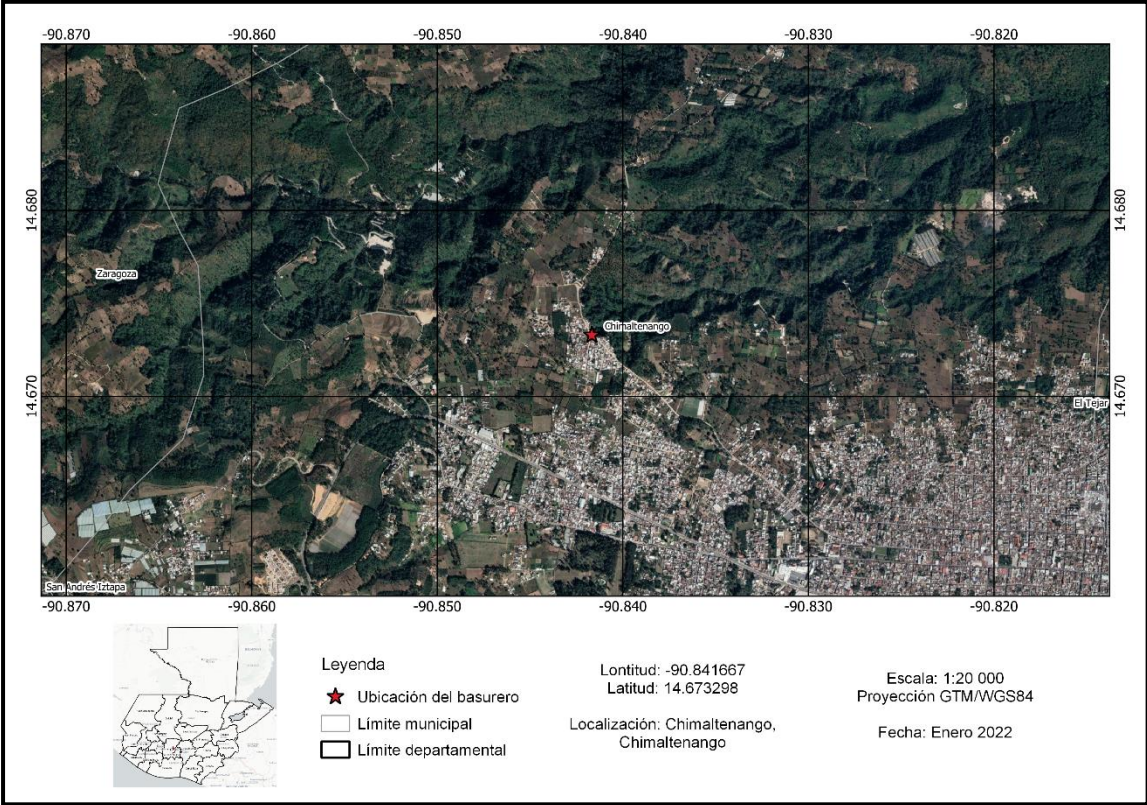 -90.870 -90.860 -90.850 -90.840 -90.830 -90.820
14.680 14.680
Zaragoza
Chimaltenango
14.670 14.670
El Tejar
San Andrés Iztapa
-90.870 -90.860 -90.850 -90.840 -90.830 -90.820
Leyenda
Ubicación del basurero
Límite municipal
Límite departamental
Lontitud: -90.841667
Latitud: 14.673298
Localización: Chimaltenango,
Chimaltenango
Escala: 1:20 000
Proyección GTM/WGS84
Fecha: Enero 2022